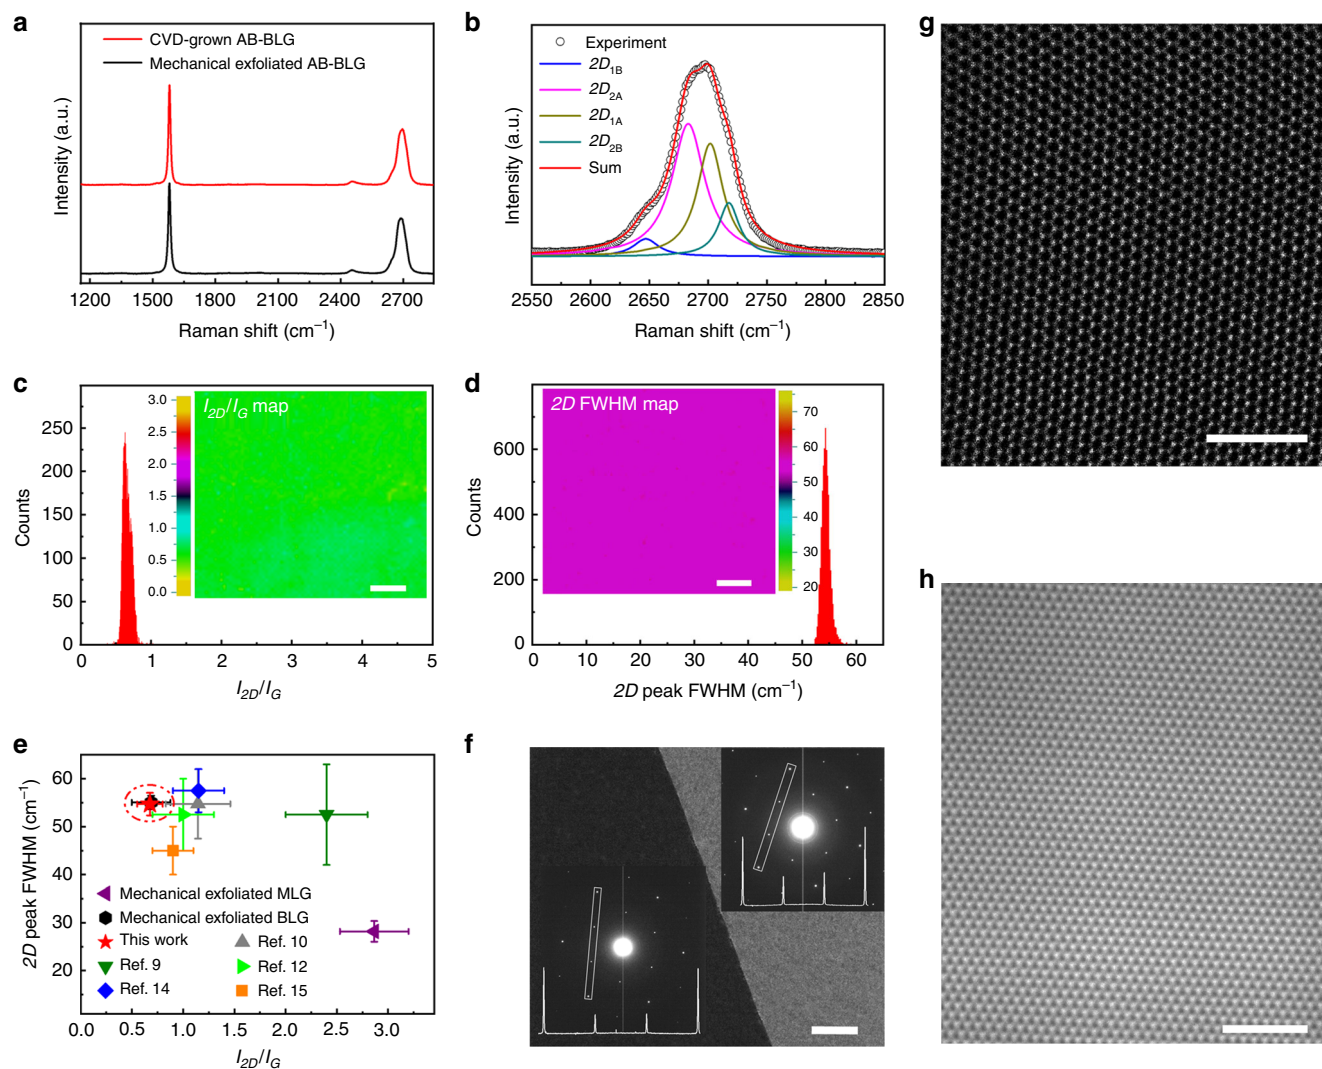 a
CVD-grown AB-BLG
Mechanical exfoliated AB-BLG
Intensity (a.u.)
1200 1500 1800 2100 2400 2700
Raman shift (cm⁻¹)
b
Experiment
2D1B
2D2A
2D1A
2D2B
Sum
Intensity (a.u.)
2550 2600 2650 2700 2750 2800 2850
Raman shift (cm⁻¹)
c
I2D/IG map
3.0
2.5
2.0
1.5
1.0
0.5
0.0
250
200
150
100
50
0
Counts
0 1 2 3 4 5
I2D/IG
d
2D FWHM map
70
60
50
40
30
20
600
400
200
0
Counts
0 10 20 30 40 50 60
2D peak FWHM (cm⁻¹)
e
60
50
40
30
20
2D peak FWHM (cm⁻¹)
Mechanical exfoliated MLG
Mechanical exfoliated BLG
This work
Ref. 10
Ref. 9
Ref. 12
Ref. 14
Ref. 15
0.0 0.5 1.0 1.5 2.0 2.5 3.0
I2D/IG
f
g
h